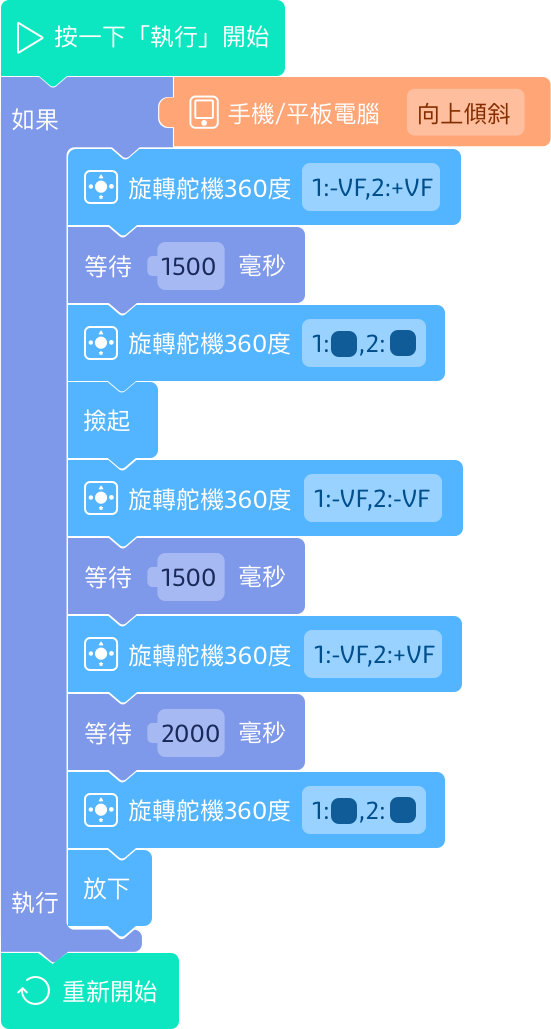 按一下「執行」開始
如果 手機/平板電腦 向上傾斜
旋轉舵機360度 1:-VF,2:+VF
等待 1500 毫秒
旋轉舵機360度 1: ,2:
撿起
旋轉舵機360度 1:-VF,2:-VF
等待 1500 毫秒
旋轉舵機360度 1:-VF,2:+VF
等待 2000 毫秒
旋轉舵機360度 1: ,2:
放下
執行
重新開始